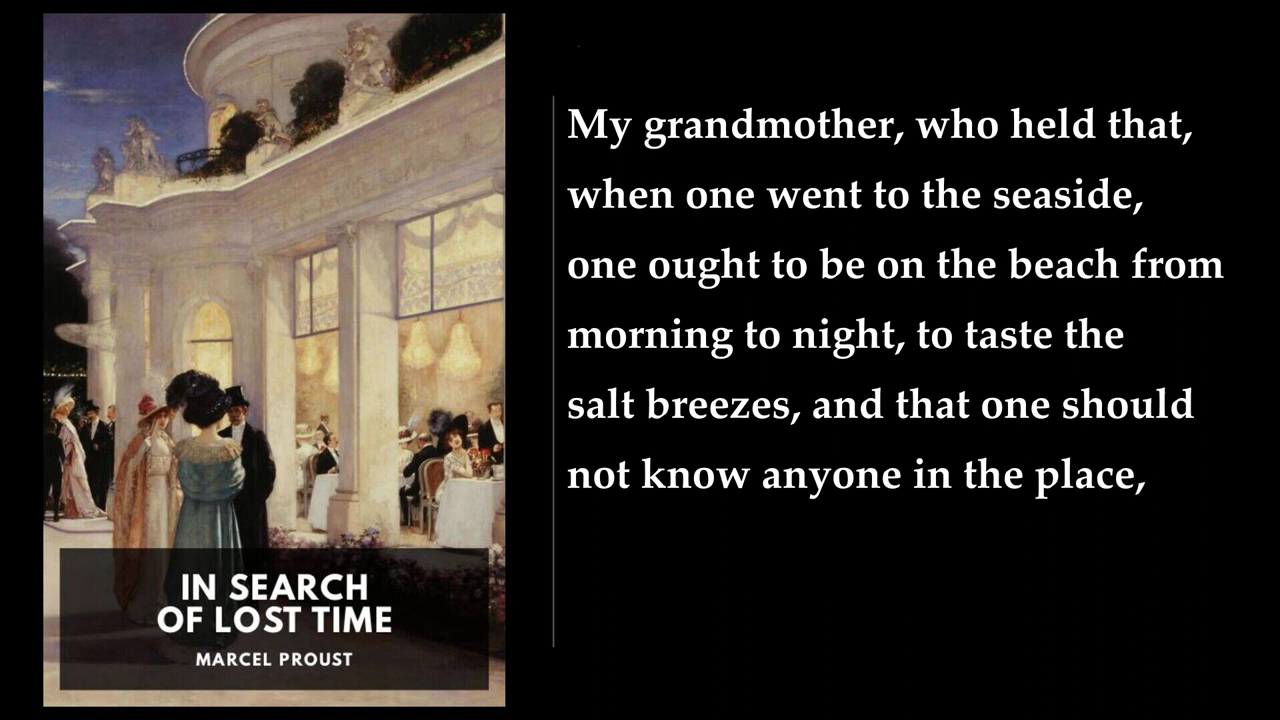 My grandmother, who held that,
when one went to the seaside,
one ought to be on the beach from
morning to night, to taste the
salt breezes, and that one should
not know anyone in the place,
IN SEARCH
OF LOST TIME
MARCEL PROUST